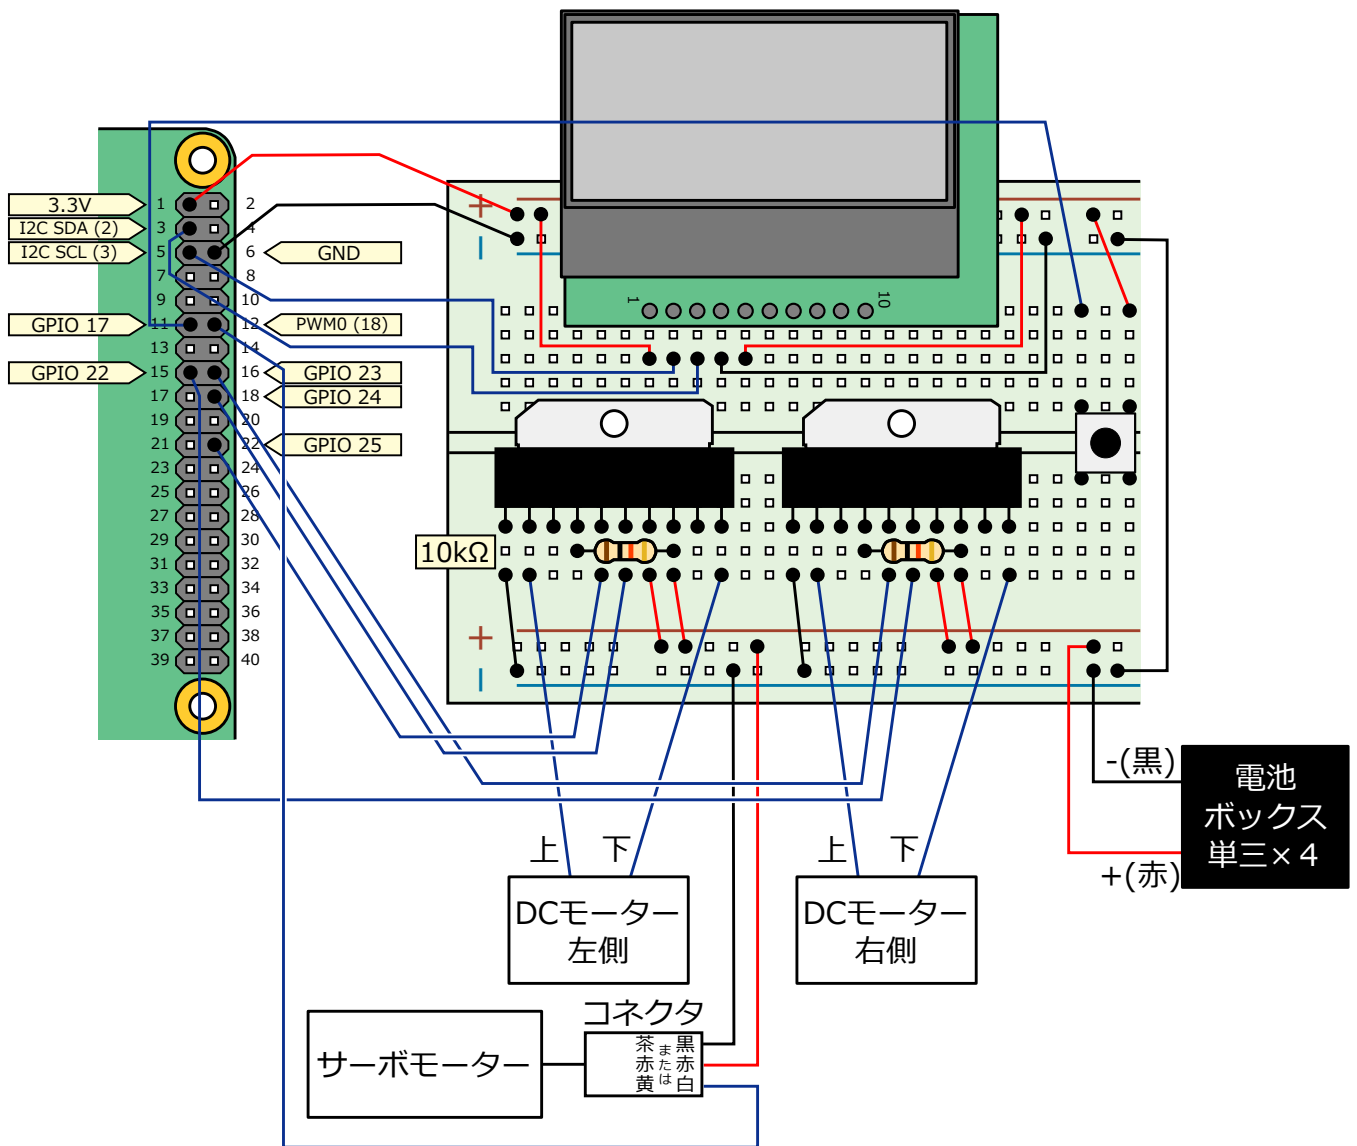 1
10
+
−
3.3V
1
2
I2C SDA (2)
3
4
I2C SCL (3)
5
6
GND
7
8
9
10
GPIO 17
11
12
PWM0 (18)
13
14
GPIO 22
15
16
GPIO 23
17
18
GPIO 24
19
20
21
22
GPIO 25
23
24
25
26
27
28
29
30
31
32
33
34
35
36
37
38
39
40
10kΩ
+
−
-(黒)
+(赤)
電池
ボックス
単三×4
上
下
DCモーター
左側
上
下
DCモーター
右側
コネクタ
サーボモーター
茶
赤
黄
または
黒
赤
白